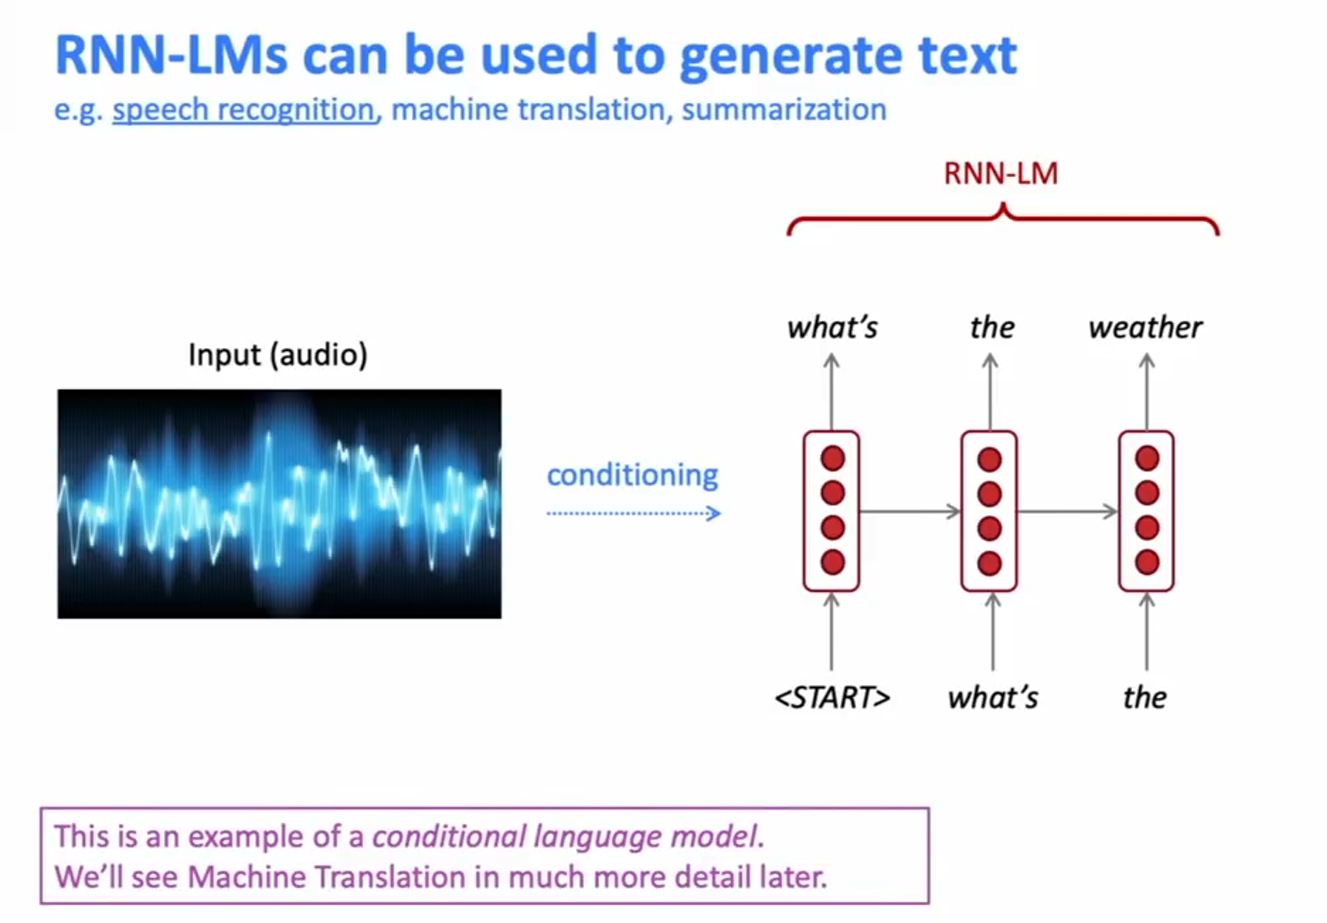 RNN-LMs can be used to generate text
e.g. speech recognition, machine translation, summarization
RNN-LM
what’s the weather
Input (audio)
conditioning
<START> what’s the
This is an example of a conditional language model.
We’ll see Machine Translation in much more detail later.